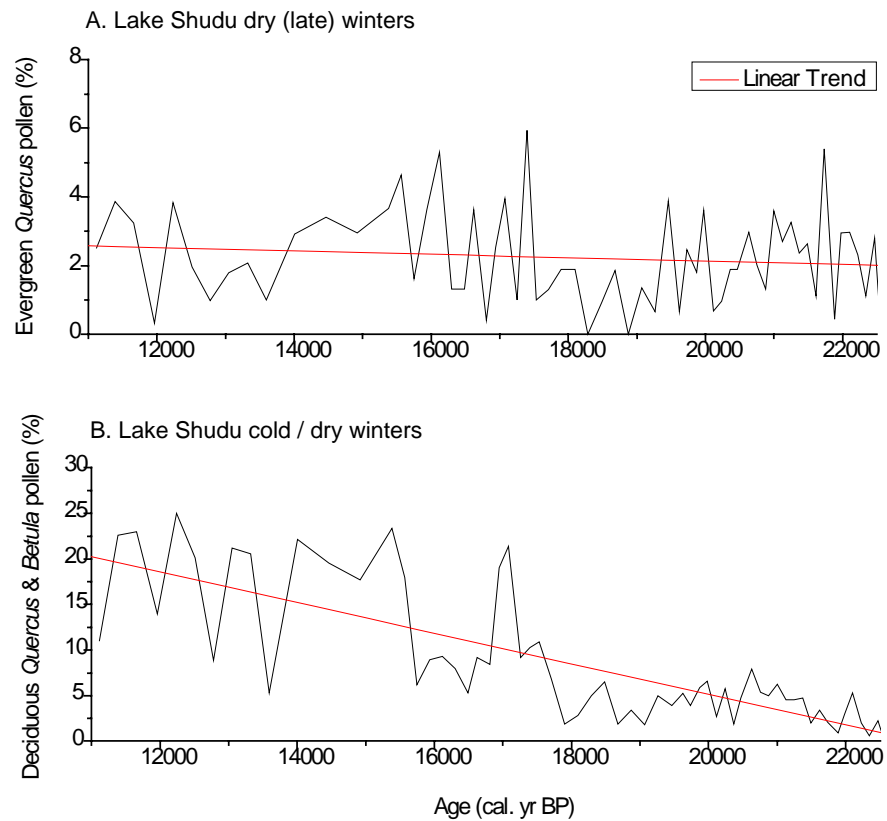 A. Lake Shudu dry (late) winters
Evergreen Quercus pollen (%)
8
6
4
2
0
Linear Trend
12000 14000 16000 18000 20000 22000
B. Lake Shudu cold / dry winters
Deciduous Quercus & Betula pollen (%)
30
25
20
15
10
5
0
12000 14000 16000 18000 20000 22000
Age (cal. yr BP)